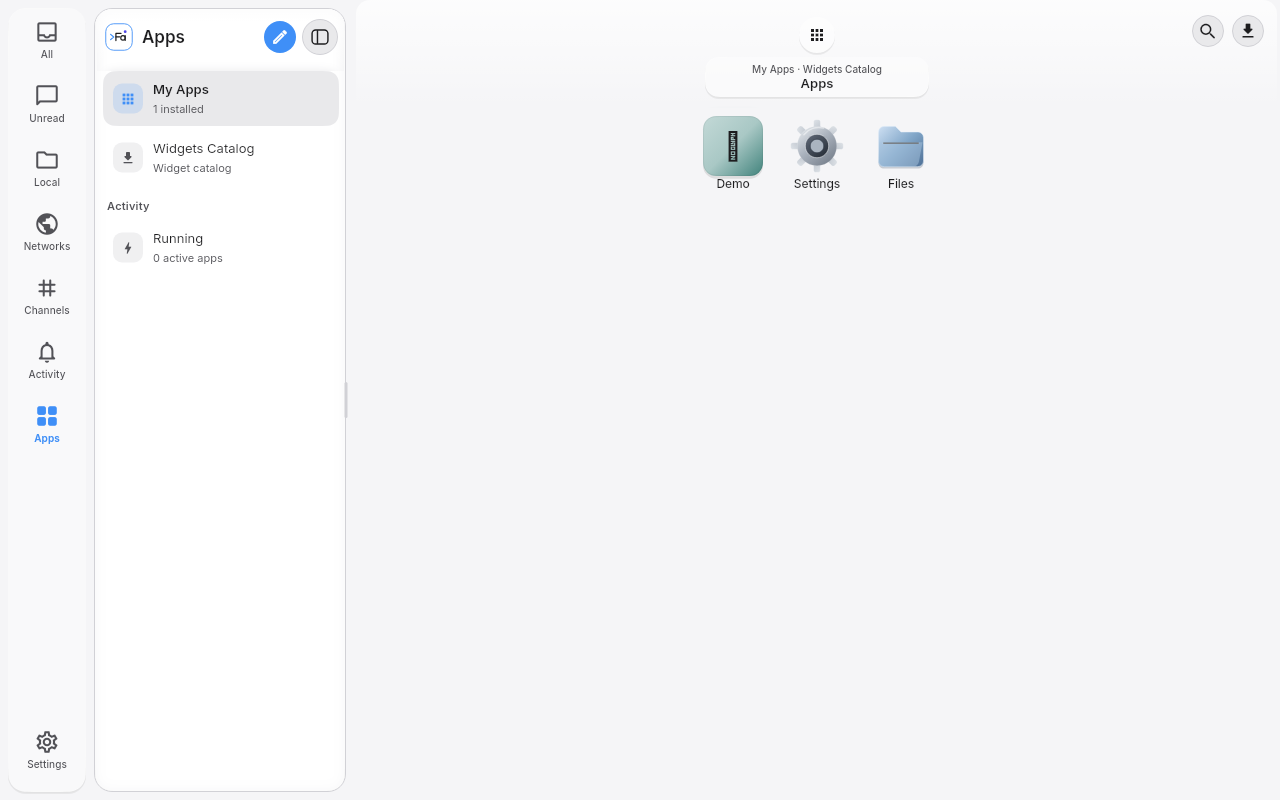 All
Unread
Local
Networks
Channels
Activity
Apps
Settings
Apps
My Apps
1 installed
Widgets Catalog
Widget catalog
Activity
Running
0 active apps
My Apps · Widgets Catalog
Apps
Demo
Settings
Files